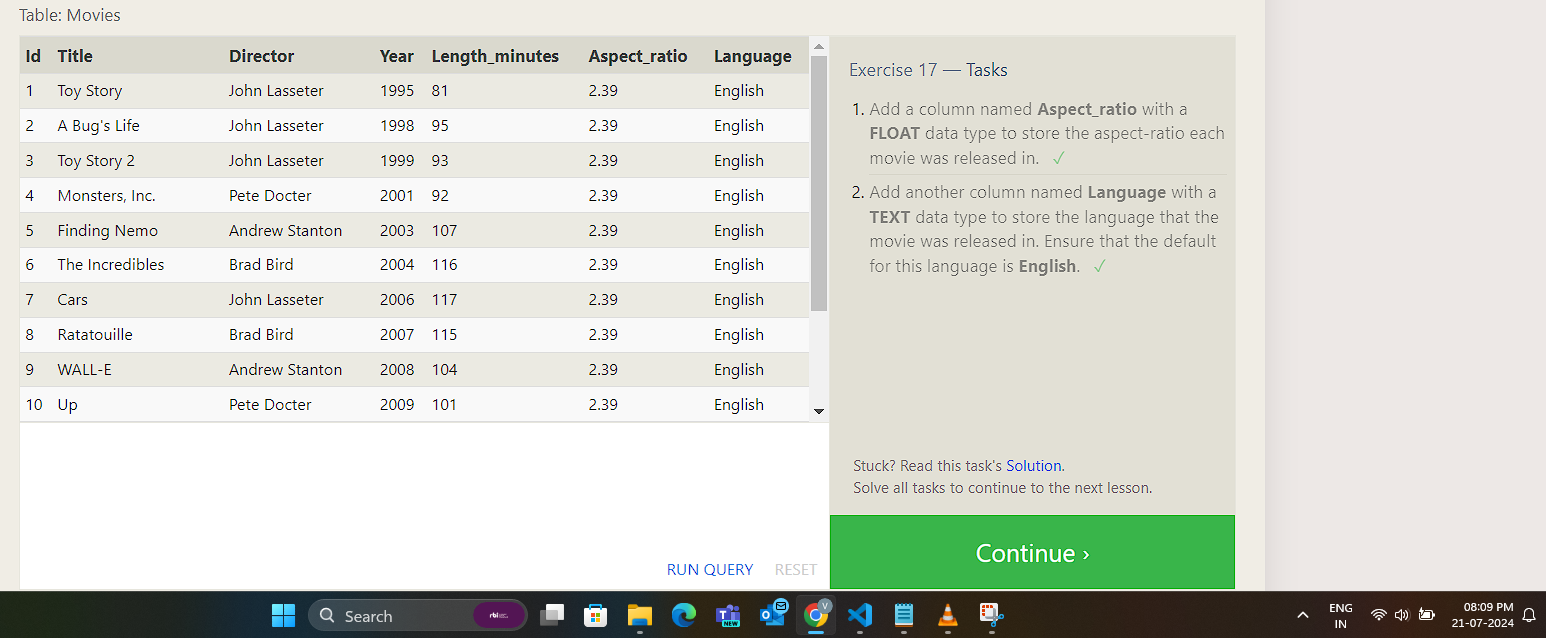 Table: Movies
Id Title Director Year Length_minutes Aspect_ratio Language
1 Toy Story John Lasseter 1995 81 2.39 English
2 A Bug's Life John Lasseter 1998 95 2.39 English
3 Toy Story 2 John Lasseter 1999 93 2.39 English
4 Monsters, Inc. Pete Docter 2001 92 2.39 English
5 Finding Nemo Andrew Stanton 2003 107 2.39 English
6 The Incredibles Brad Bird 2004 116 2.39 English
7 Cars John Lasseter 2006 117 2.39 English
8 Ratatouille Brad Bird 2007 115 2.39 English
9 WALL-E Andrew Stanton 2008 104 2.39 English
10 Up Pete Docter 2009 101 2.39 English
RUN QUERY RESET
Exercise 17 — Tasks
1. Add a column named Aspect_ratio with a
FLOAT data type to store the aspect-ratio each
movie was released in. ✓
2. Add another column named Language with a
TEXT data type to store the language that the
movie was released in. Ensure that the default
for this language is English. ✓
Stuck? Read this task's Solution.
Solve all tasks to continue to the next lesson.
Continue ›
Search
NEW
V
ENG
IN
08:09 PM
21-07-2024